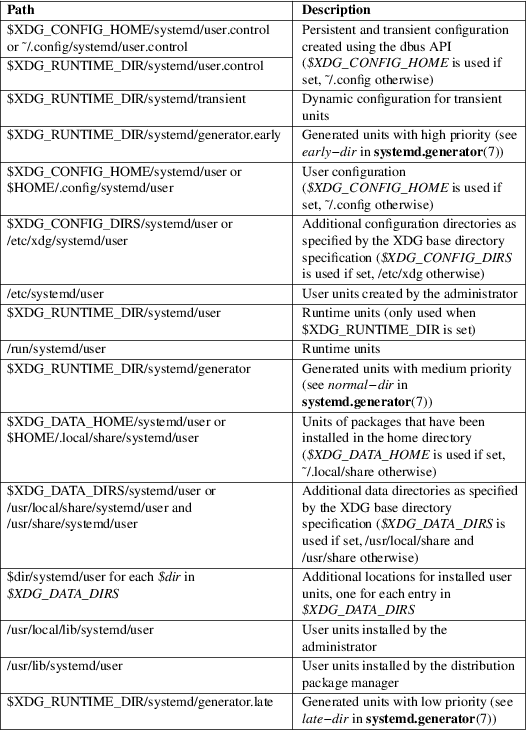 Path Description
$XDG_CONFIG_HOME/systemd/user.control
or ~/.config/systemd/user.control
$XDG_RUNTIME_DIR/systemd/user.control
Persistent and transient configuration
created using the dbus API
($XDG_CONFIG_HOME is used if
set, ~/.config otherwise)
$XDG_RUNTIME_DIR/systemd/transient
Dynamic configuration for transient
units
$XDG_RUNTIME_DIR/systemd/generator.early
Generated units with high priority (see
early−dir in systemd.generator(7))
$XDG_CONFIG_HOME/systemd/user or
$HOME/.config/systemd/user
User configuration
($XDG_CONFIG_HOME is used if
set, ~/.config otherwise)
$XDG_CONFIG_DIRS/systemd/user or
/etc/xdg/systemd/user
Additional configuration directories as
specified by the XDG base directory
specification ($XDG_CONFIG_DIRS
is used if set, /etc/xdg otherwise)
/etc/systemd/user
User units created by the administrator
$XDG_RUNTIME_DIR/systemd/user
Runtime units (only used when
$XDG_RUNTIME_DIR is set)
/run/systemd/user
Runtime units
$XDG_RUNTIME_DIR/systemd/generator
Generated units with medium priority
(see normal−dir in
systemd.generator(7))
$XDG_DATA_HOME/systemd/user or
$HOME/.local/share/systemd/user
Units of packages that have been
installed in the home directory
($XDG_DATA_HOME is used if set,
~/.local/share otherwise)
$XDG_DATA_DIRS/systemd/user or
/usr/local/share/systemd/user and
/usr/share/systemd/user
Additional data directories as specified
by the XDG base directory
specification ($XDG_DATA_DIRS is
used if set, /usr/local/share and
/usr/share otherwise)
$dir/systemd/user for each $dir in
$XDG_DATA_DIRS
Additional locations for installed user
units, one for each entry in
$XDG_DATA_DIRS
/usr/local/lib/systemd/user
User units installed by the
administrator
/usr/lib/systemd/user
User units installed by the distribution
package manager
$XDG_RUNTIME_DIR/systemd/generator.late
Generated units with low priority (see
late−dir in systemd.generator(7))